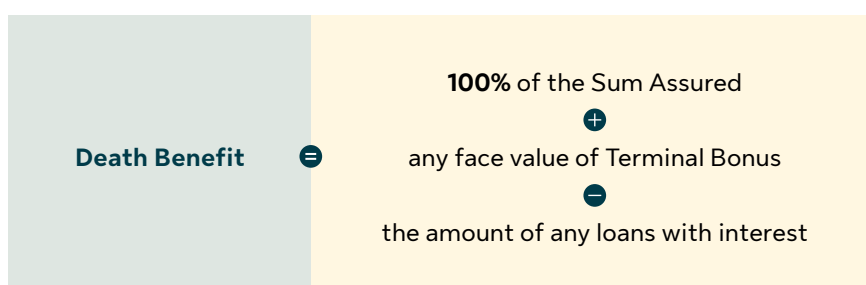 Death Benefit
=
100% of the Sum Assured
+
any face value of Terminal Bonus
−
the amount of any loans with interest